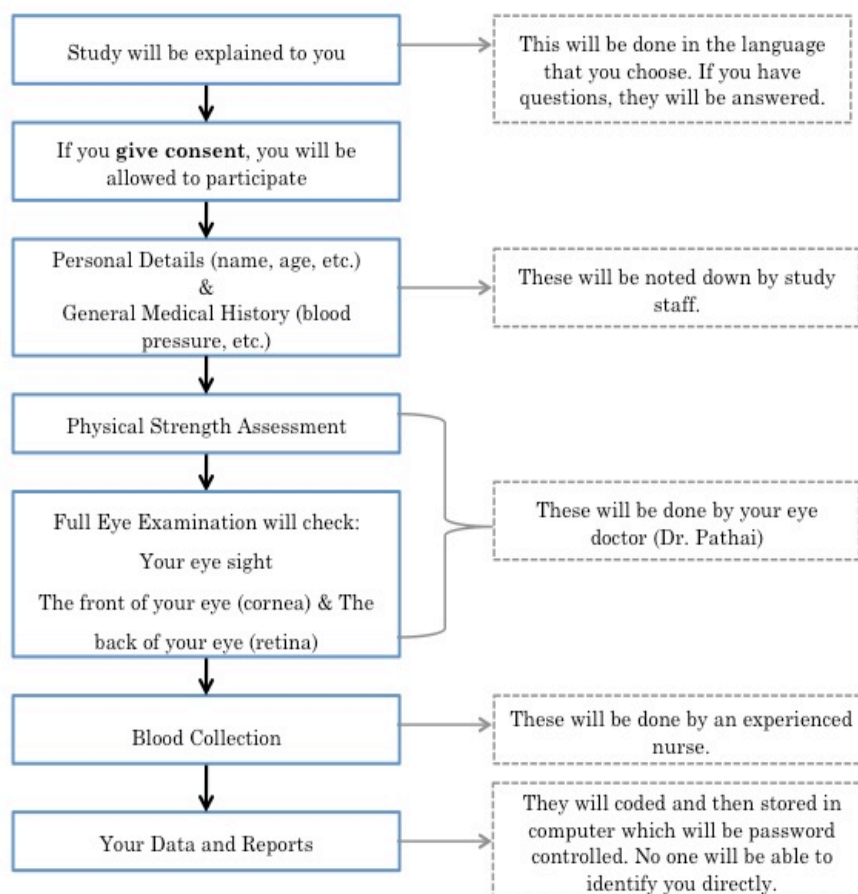 Study will be explained to you
This will be done in the language
that you choose. If you have
questions, they will be answered.
If you give consent, you will be
allowed to participate
Personal Details (name, age, etc.)
&
General Medical History (blood
pressure, etc.)
These will be noted down by study
staff.
Physical Strength Assessment
Full Eye Examination will check:
Your eye sight
The front of your eye (cornea) & The
back of your eye (retina)
These will be done by your eye
doctor (Dr. Pathai)
Blood Collection
These will be done by an experienced
nurse.
Your Data and Reports
They will coded and then stored in
computer which will be password
controlled. No one will be able to
identify you directly.